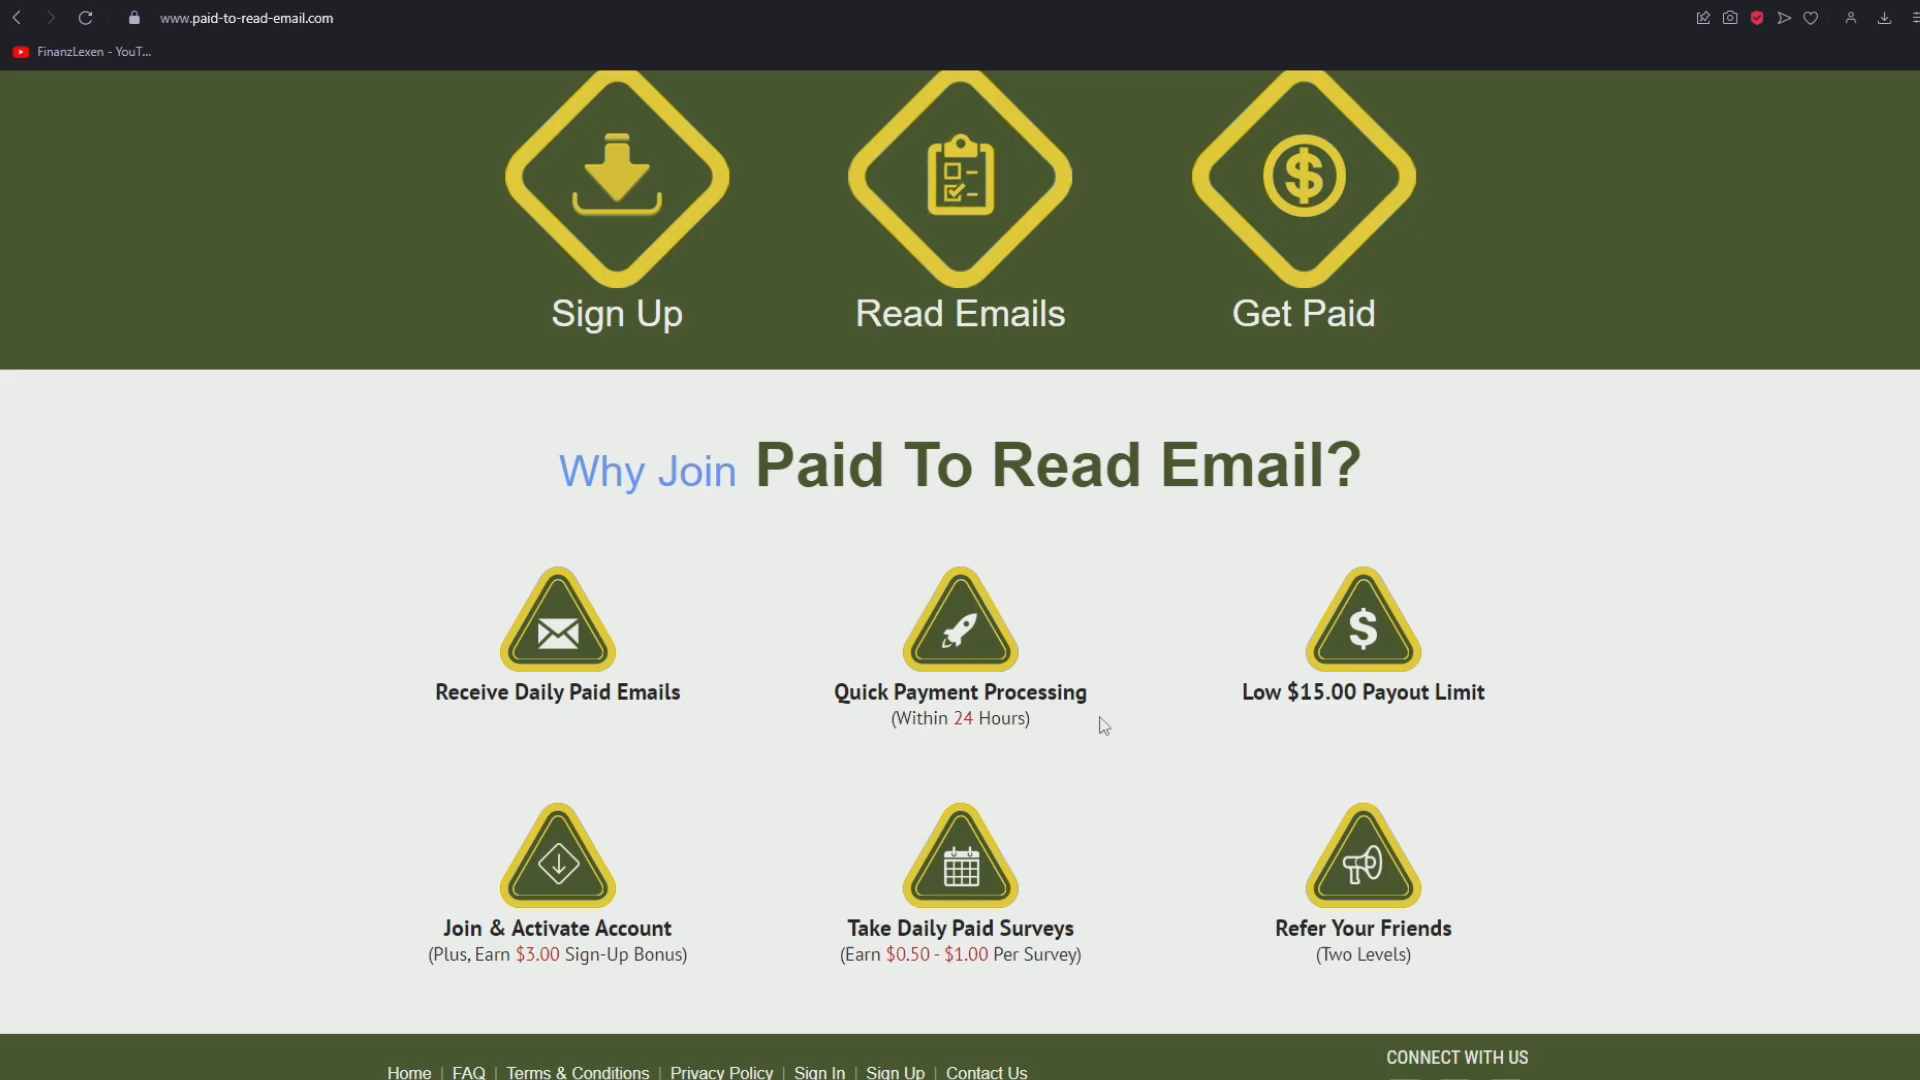 www.paid-to-read-email.com
FinanzLexen - YouT...
Sign Up
Read Emails
Get Paid
Why Join Paid To Read Email?
Receive Daily Paid Emails
Quick Payment Processing
(Within 24 Hours)
Low $15.00 Payout Limit
Join & Activate Account
(Plus, Earn $3.00 Sign-Up Bonus)
Take Daily Paid Surveys
(Earn $0.50 - $1.00 Per Survey)
Refer Your Friends
(Two Levels)
CONNECT WITH US
Home | FAQ | Terms & Conditions | Privacy Policy | Sign In | Sign Up | Contact Us